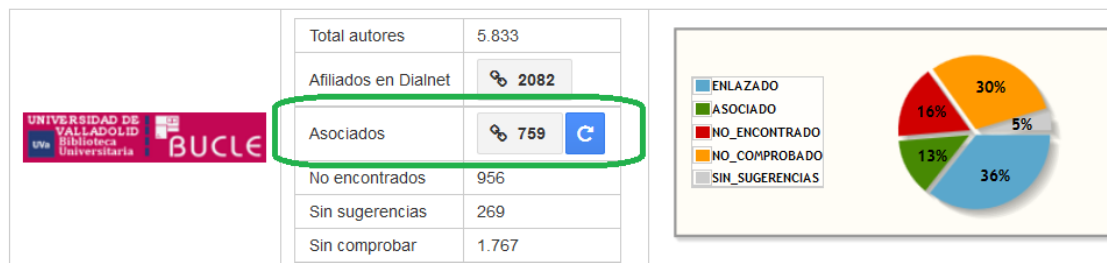 UNIVERSIDAD DE
VALLADOLID
UVa Biblioteca
Universitaria
BUCLE
Total autores 5.833
Afiliados en Dialnet 2082
Asociados 759
No encontrados 956
Sin sugerencias 269
Sin comprobar 1.767
ENLAZADO
ASOCIADO
NO_ENCONTRADO
NO_COMPROBADO
SIN_SUGERENCIAS
30%
16%
5%
13%
36%